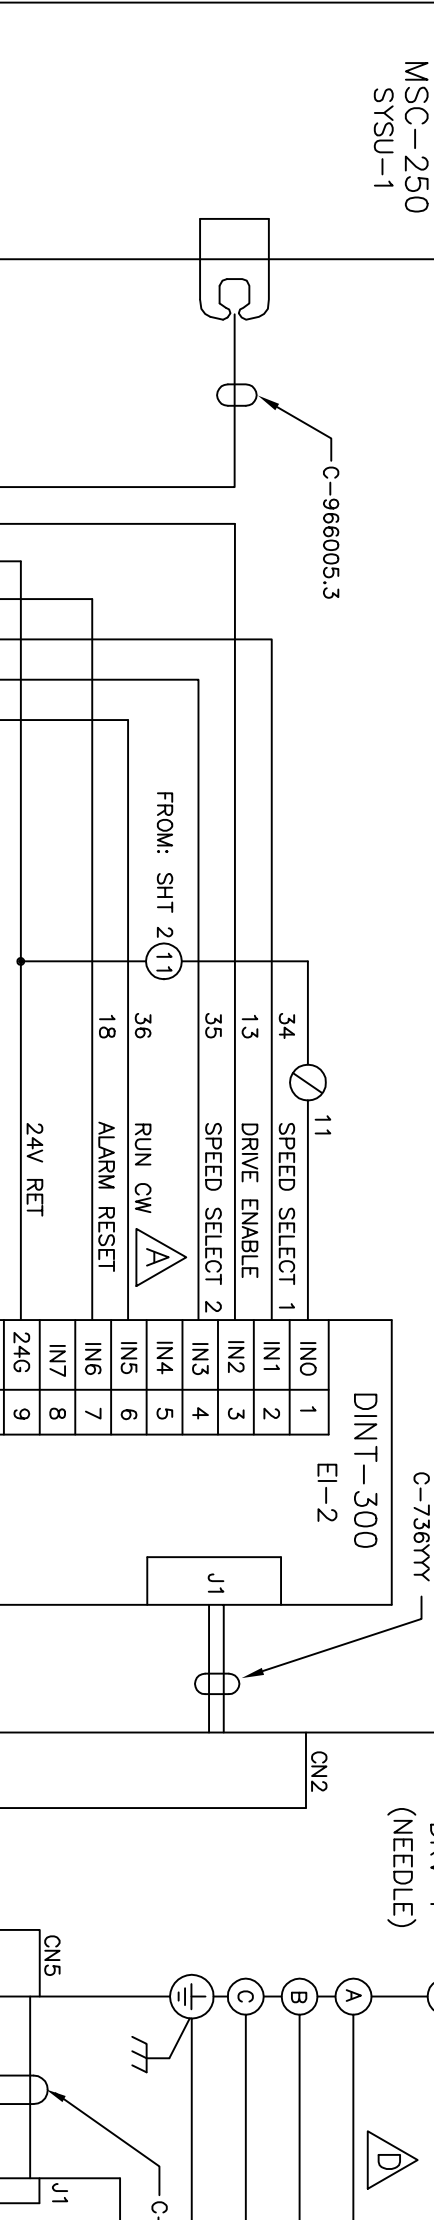 MSC-250
SYSU-1
C-966005.3
FROM: SHT 2
11
11
34 SPEED SELECT 1
13 DRIVE ENABLE
35 SPEED SELECT 2
36 RUN CW
A
18 ALARM RESET
24V RET
IN0 1
IN1 2
IN2 3
IN3 4
IN4 5
IN5 6
IN6 7
IN7 8
24G 9
DINT-300
EI-2
J1
C-736YYY
CN2
(NEEDLE)
CN5
A
B
C
D
J1
C-